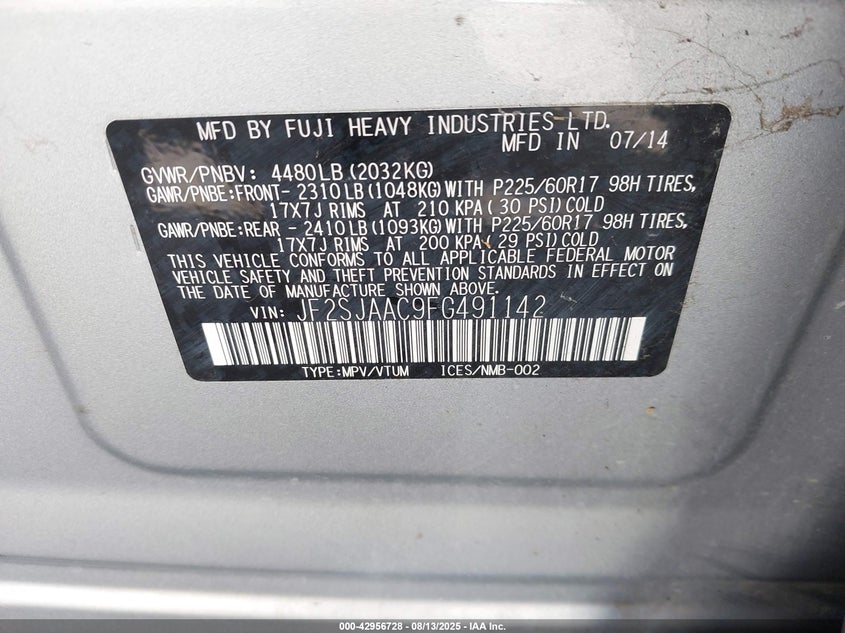 MFD BY FUJI HEAVY INDUSTRIES LTD.
MFD IN 07/14
GVWR/PNBV: 4480LB(2032KG)
GAWR/PNBE:FRONT- 2310LB(1048KG)WITH P225/60R17 98H TIRES,
17X7J RIMS AT 210 KPA( 30 PSI)COLD
GAWR/PNBE:REAR - 2410LB(1093KG)WITH P225/60R17 98H TIRES,
17X7J RIMS AT 200 KPA( 29 PSI)COLD
THIS VEHICLE CONFORMS TO ALL APPLICABLE FEDERAL MOTOR
VEHICLE SAFETY AND THEFT PREVENTION STANDARDS IN EFFECT ON
THE DATE OF MANUFACTURE SHOWN ABOVE.
VIN: JF2SJAAC9FG491142
TYPE:MPV/VTUM ICES/NMB-002
000-42956728 - 08/13/2025 - IAA Inc.